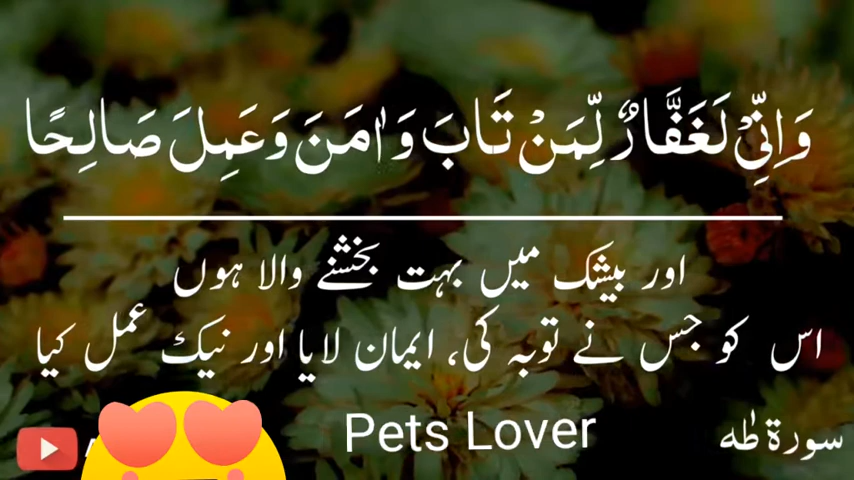 وَاِنِّیْ لَغَفَّارٌ لِّمَنْ تَابَ وَاٰمَنَ وَعَمِلَ صَالِحًا
اور بیشک میں بہت بخشنے والا ہوں
اس کو جس نے توبہ کی، ایمان لایا اور نیک عمل کیا
Pets Lover
سورۃ طٰہ